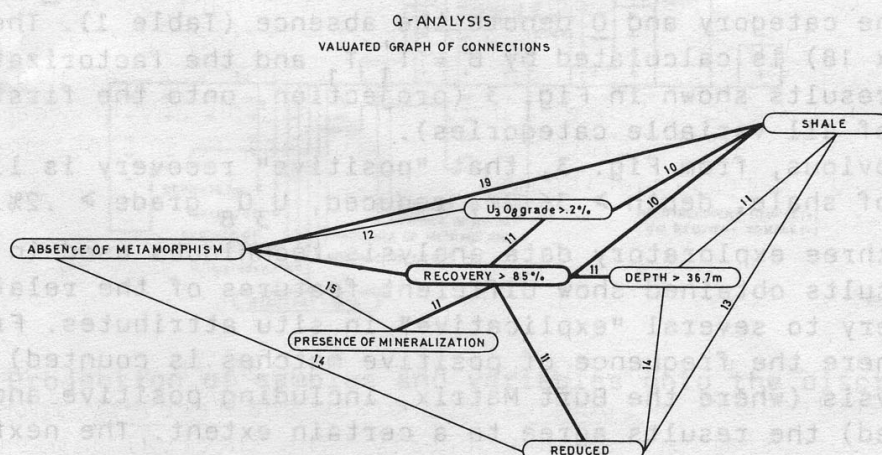 Q-ANALYSIS
VALUATED GRAPH OF CONNECTIONS
SHALE
19
10
U3O8 grade >.2%
10
11
12
11
ABSENCE OF METAMORPHISM
RECOVERY > 85%
11
DEPTH > 36,7m
15
11
13
PRESENCE OF MINERALIZATION
14
11
14
REDUCED